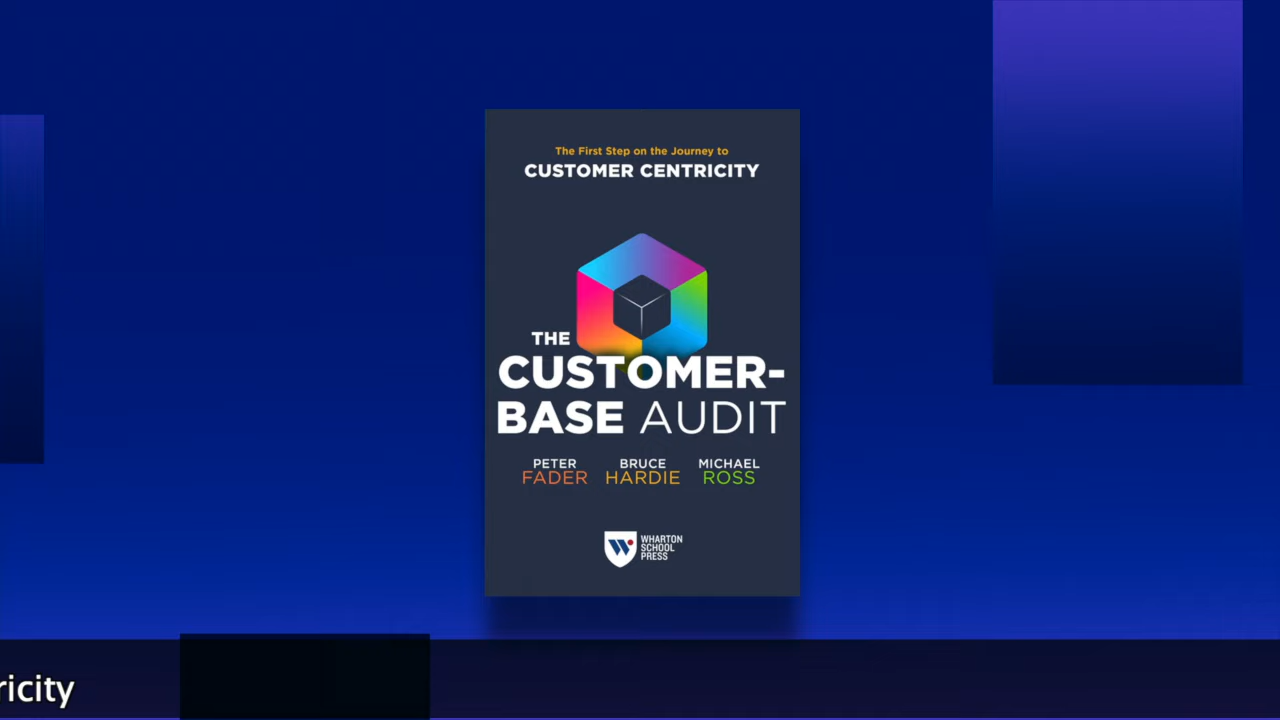 The First Step on the Journey to
CUSTOMER CENTRICITY
THE
CUSTOMER-
BASE AUDIT
PETER FADER
BRUCE HARDIE
MICHAEL ROSS
WHARTON
SCHOOL
PRESS
ricity